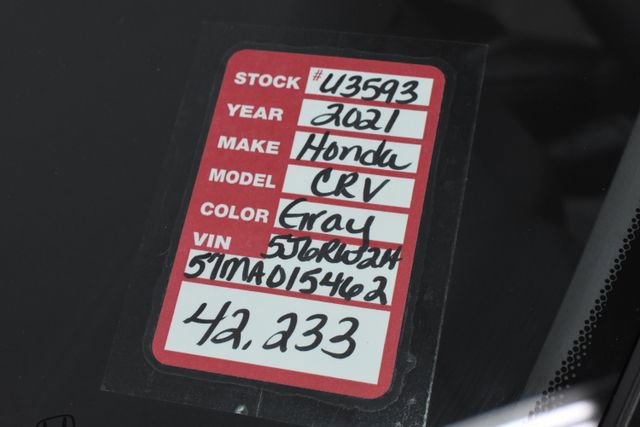 STOCK #U3593
YEAR 2021
MAKE Honda
MODEL CRV
COLOR Gray
VIN 5J6RW2H
57MA015462
42,233